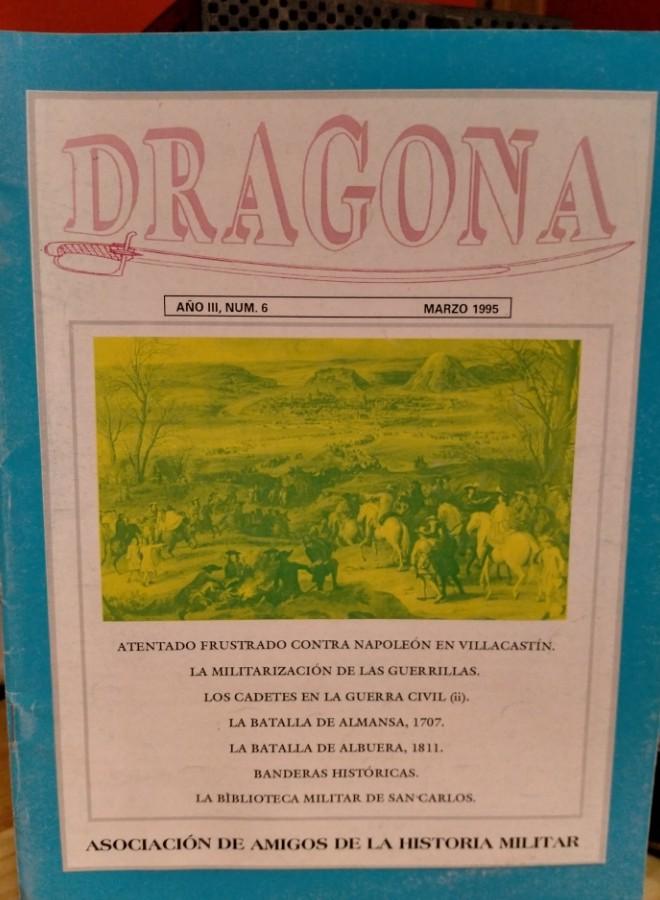 DRAGONA
AÑO III, NUM. 6 MARZO 1995
ATENTADO FRUSTRADO CONTRA NAPOLEÓN EN VILLACASTÍN.
LA MILITARIZACIÓN DE LAS GUERRILLAS.
LOS CADETES EN LA GUERRA CIVIL (ii).
LA BATALLA DE ALMANSA, 1707.
LA BATALLA DE ALBUERA, 1811.
BANDERAS HISTÓRICAS.
LA BIBLIOTECA MILITAR DE SAN CARLOS.
ASOCIACIÓN DE AMIGOS DE LA HISTORIA MILITAR